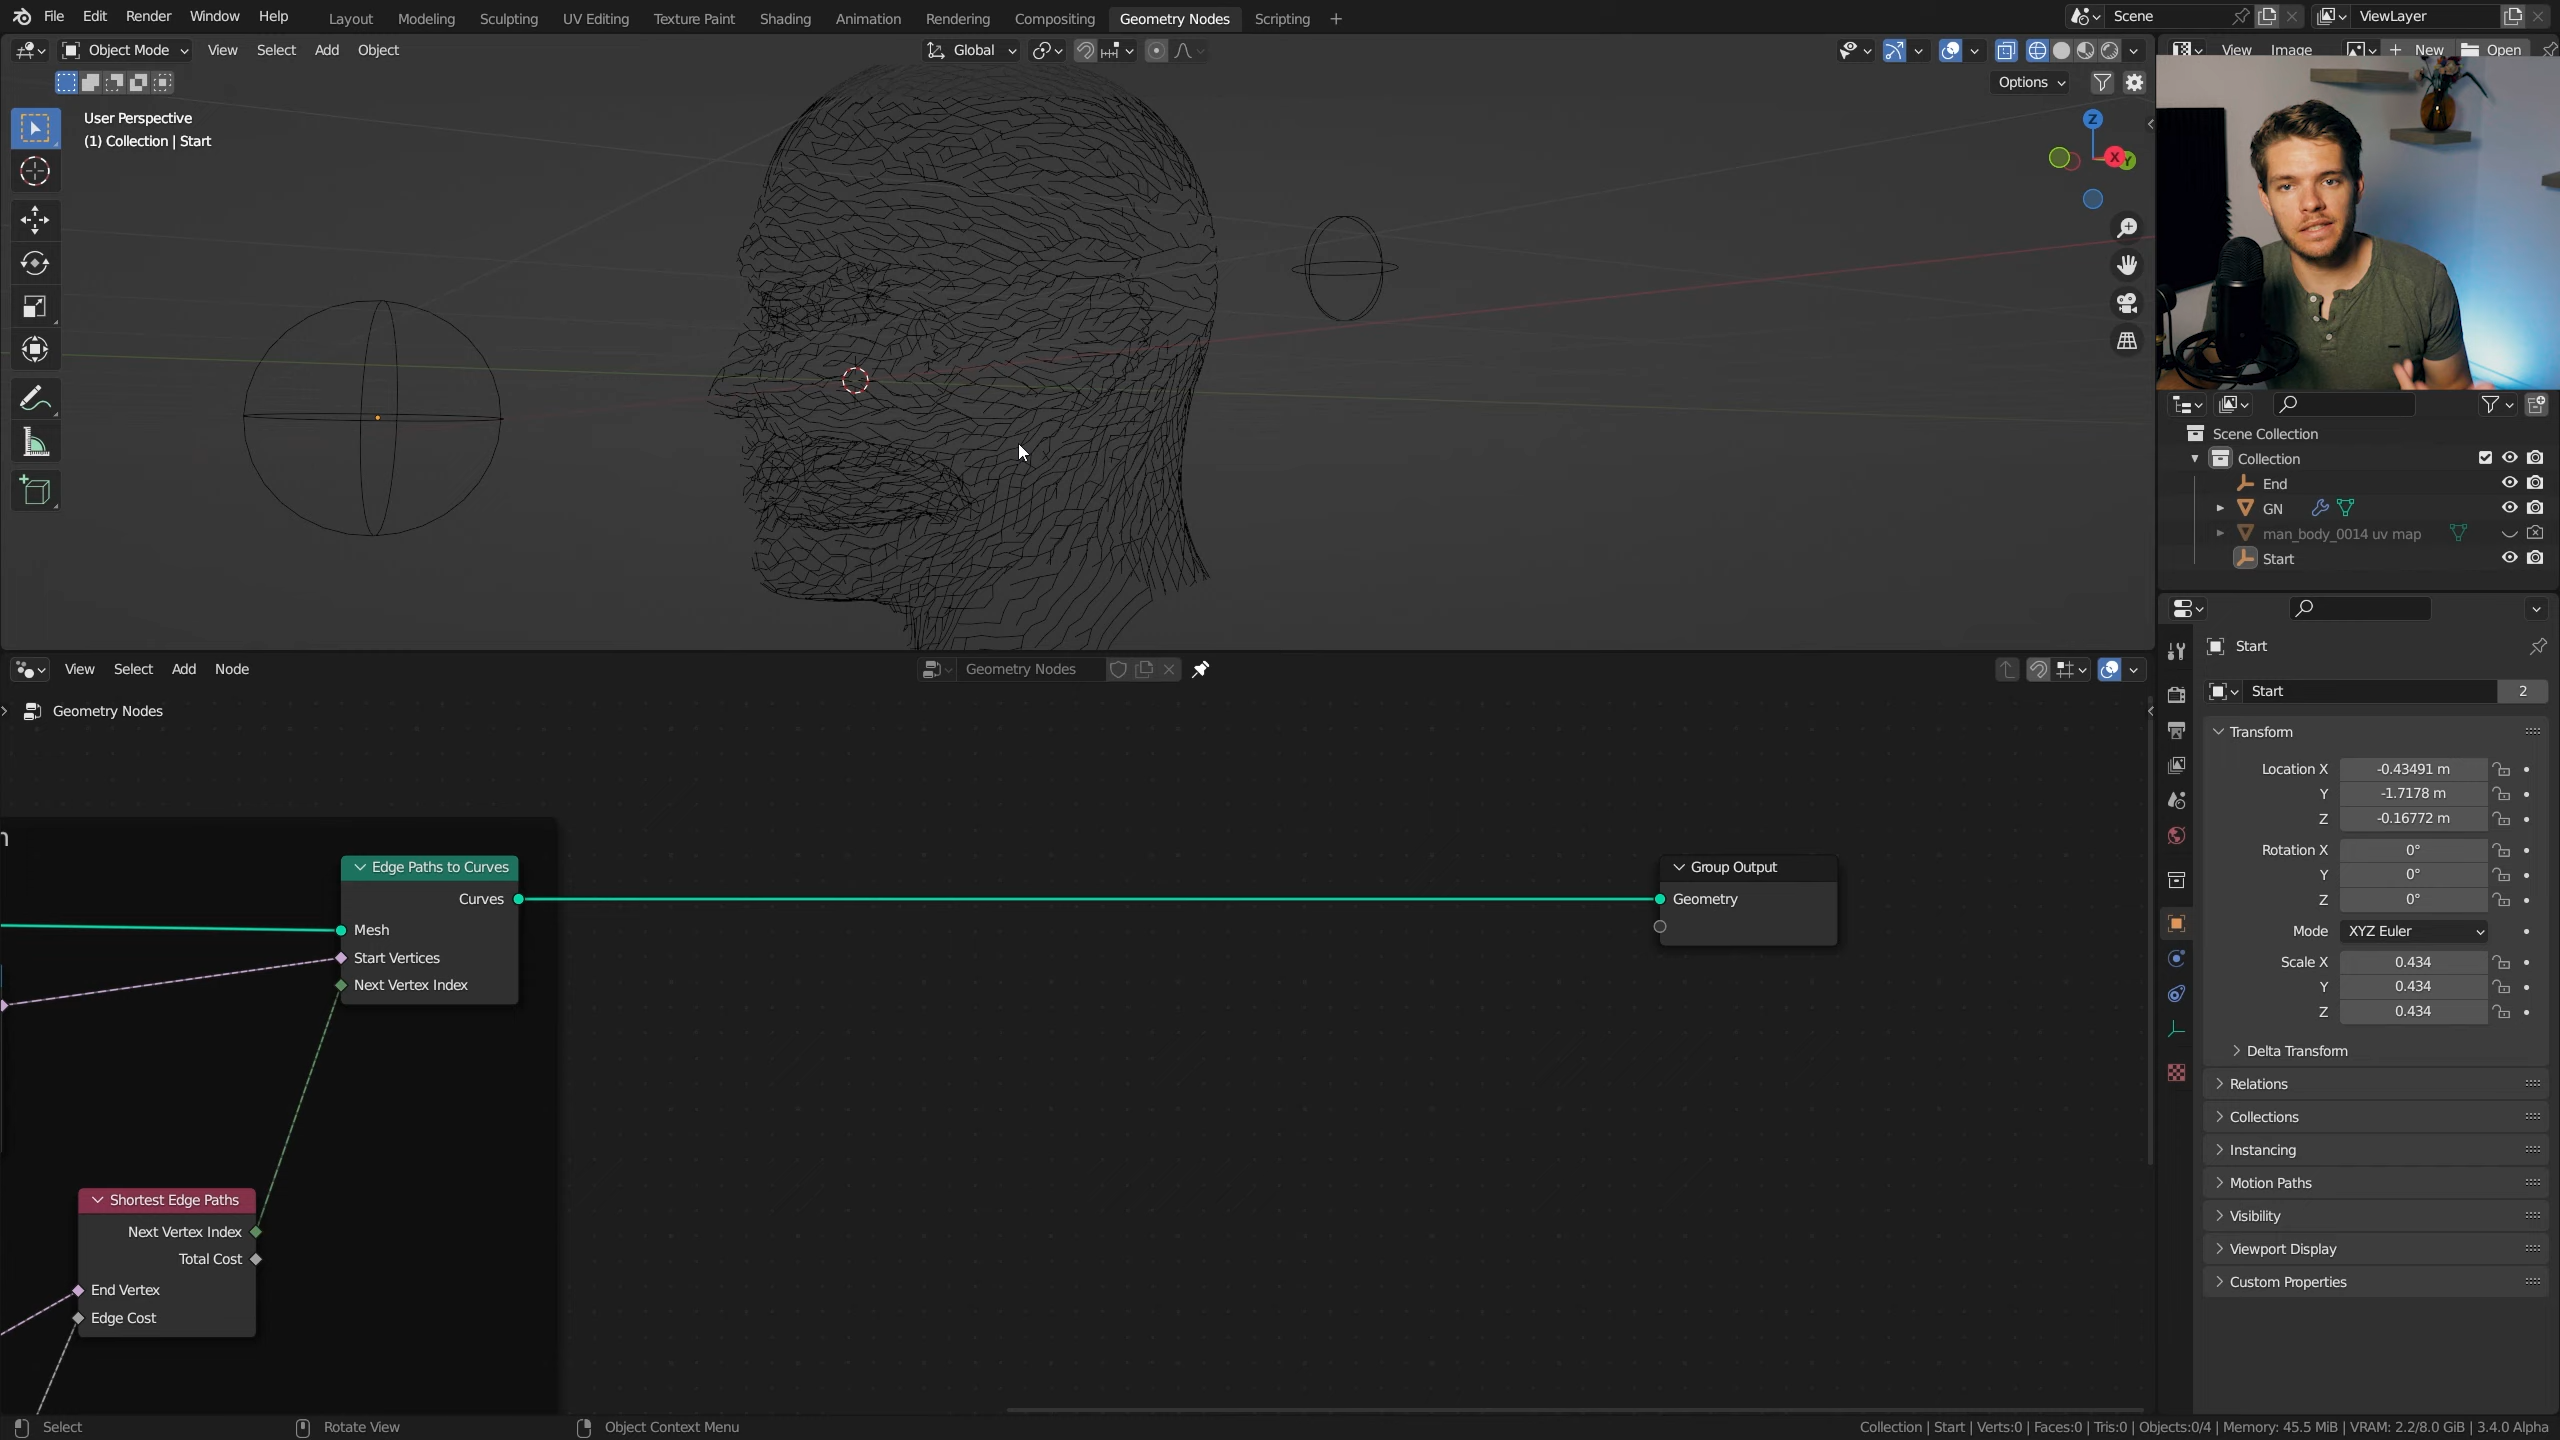 File Edit Render Window Help Layout Modeling Sculpting UV Editing Texture Paint Shading Animation Rendering Compositing Geometry Nodes Scripting Scene ViewLayer
Object Mode View Select Add Object Global View Image New Open
Options
User Perspective
(1) Collection | Start
Z
X
Y
Scene Collection
Collection
End
GN
man_body_0014 uv map
Start
Start
Start 2
Transform
Location X -0.43491 m
Y -1.7178 m
Z -0.16772 m
Rotation X 0°
Y 0°
Z 0°
Mode XYZ Euler
Scale X 0.434
Y 0.434
Z 0.434
Delta Transform
Relations
Collections
Instancing
Motion Paths
Visibility
Viewport Display
Custom Properties
View Select Add Node Geometry Nodes
Geometry Nodes
Edge Paths to Curves
Curves
Mesh
Start Vertices
Next Vertex Index
Group Output
Geometry
Shortest Edge Paths
Next Vertex Index
Total Cost
End Vertex
Edge Cost
Select Rotate View Object Context Menu Collection | Start | Verts:0 | Faces:0 | Tris:0 | Objects:0/4 | Memory: 45.5 MiB | VRAM: 2.2/8.0 GiB | 3.4.0 Alpha